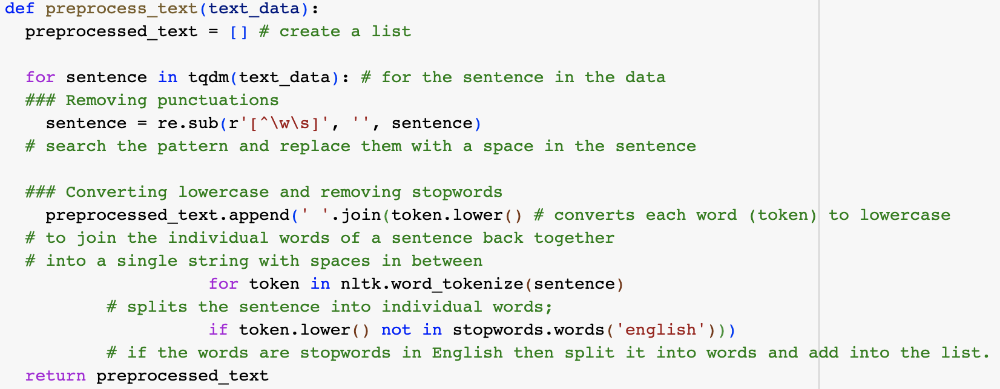 def preprocess_text(text_data):
  preprocessed_text = [] # create a list

  for sentence in tqdm(text_data): # for the sentence in the data
  ### Removing punctuations
    sentence = re.sub(r'[^\w\s]', '', sentence)
  # search the pattern and replace them with a space in the sentence

  ### Converting lowercase and removing stopwords
    preprocessed_text.append(' '.join(token.lower() # converts each word (token) to lowercase
  # to join the individual words of a sentence back together
  # into a single string with spaces in between
                    for token in nltk.word_tokenize(sentence)
          # splits the sentence into individual words;
                    if token.lower() not in stopwords.words('english')))
          # if the words are stopwords in English then split it into words and add into the list.
  return preprocessed_text